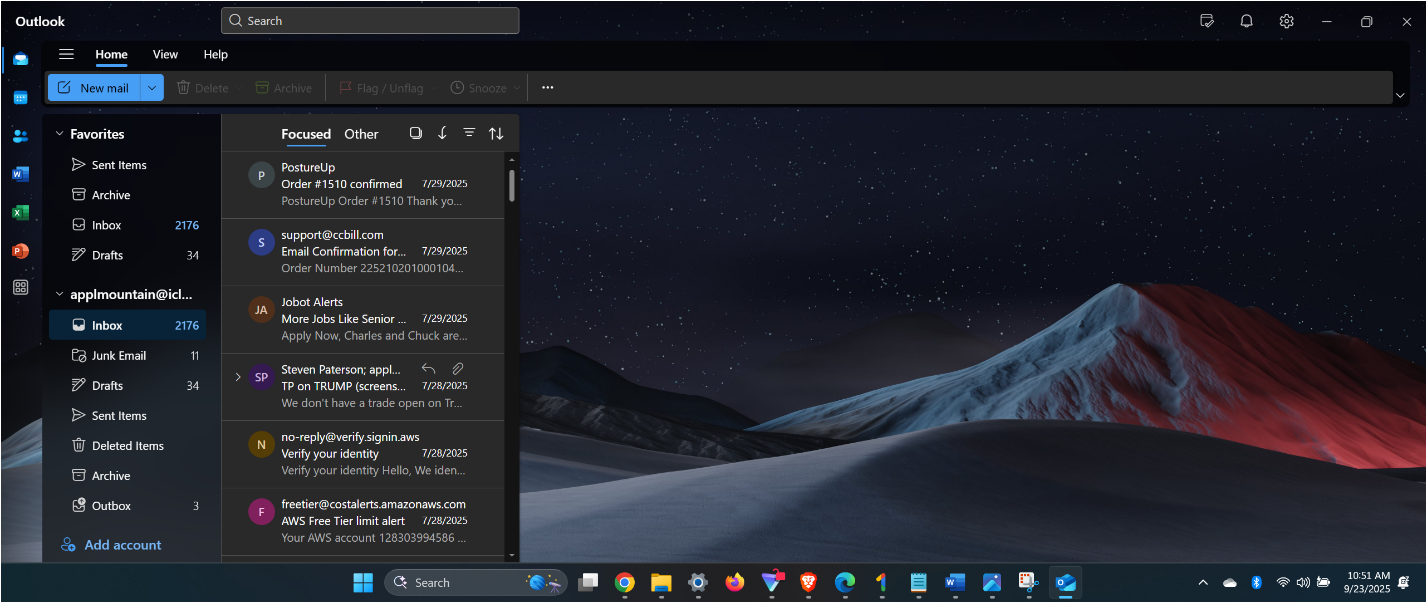 Outlook
Search
Home View Help
New mail Delete Archive Flag / Unflag Snooze ...
Favorites
Sent Items
Archive
Inbox 2176
Drafts 34
applmountain@icl...
Inbox 2176
Junk Email 11
Drafts 34
Sent Items
Deleted Items
Archive
Outbox 3
Add account
Focused Other
P
PostureUp
Order #1510 confirmed 7/29/2025
PostureUp Order #1510 Thank yo...
S
support@ccbill.com
Email Confirmation for... 7/29/2025
Order Number 225210201000104...
JA
Jobot Alerts
More Jobs Like Senior ... 7/29/2025
Apply Now, Charles and Chuck are...
SP
Steven Paterson; appl...
TP on TRUMP (screens... 7/28/2025
We don't have a trade open on Tr...
N
no-reply@verify.signin.aws
Verify your identity 7/28/2025
Verify your identity Hello, We iden...
F
freetier@costalerts.amazonaws.com
AWS Free Tier limit alert 7/28/2025
Your AWS account 128303994586 ...
Search
10:51 AM
9/23/2025